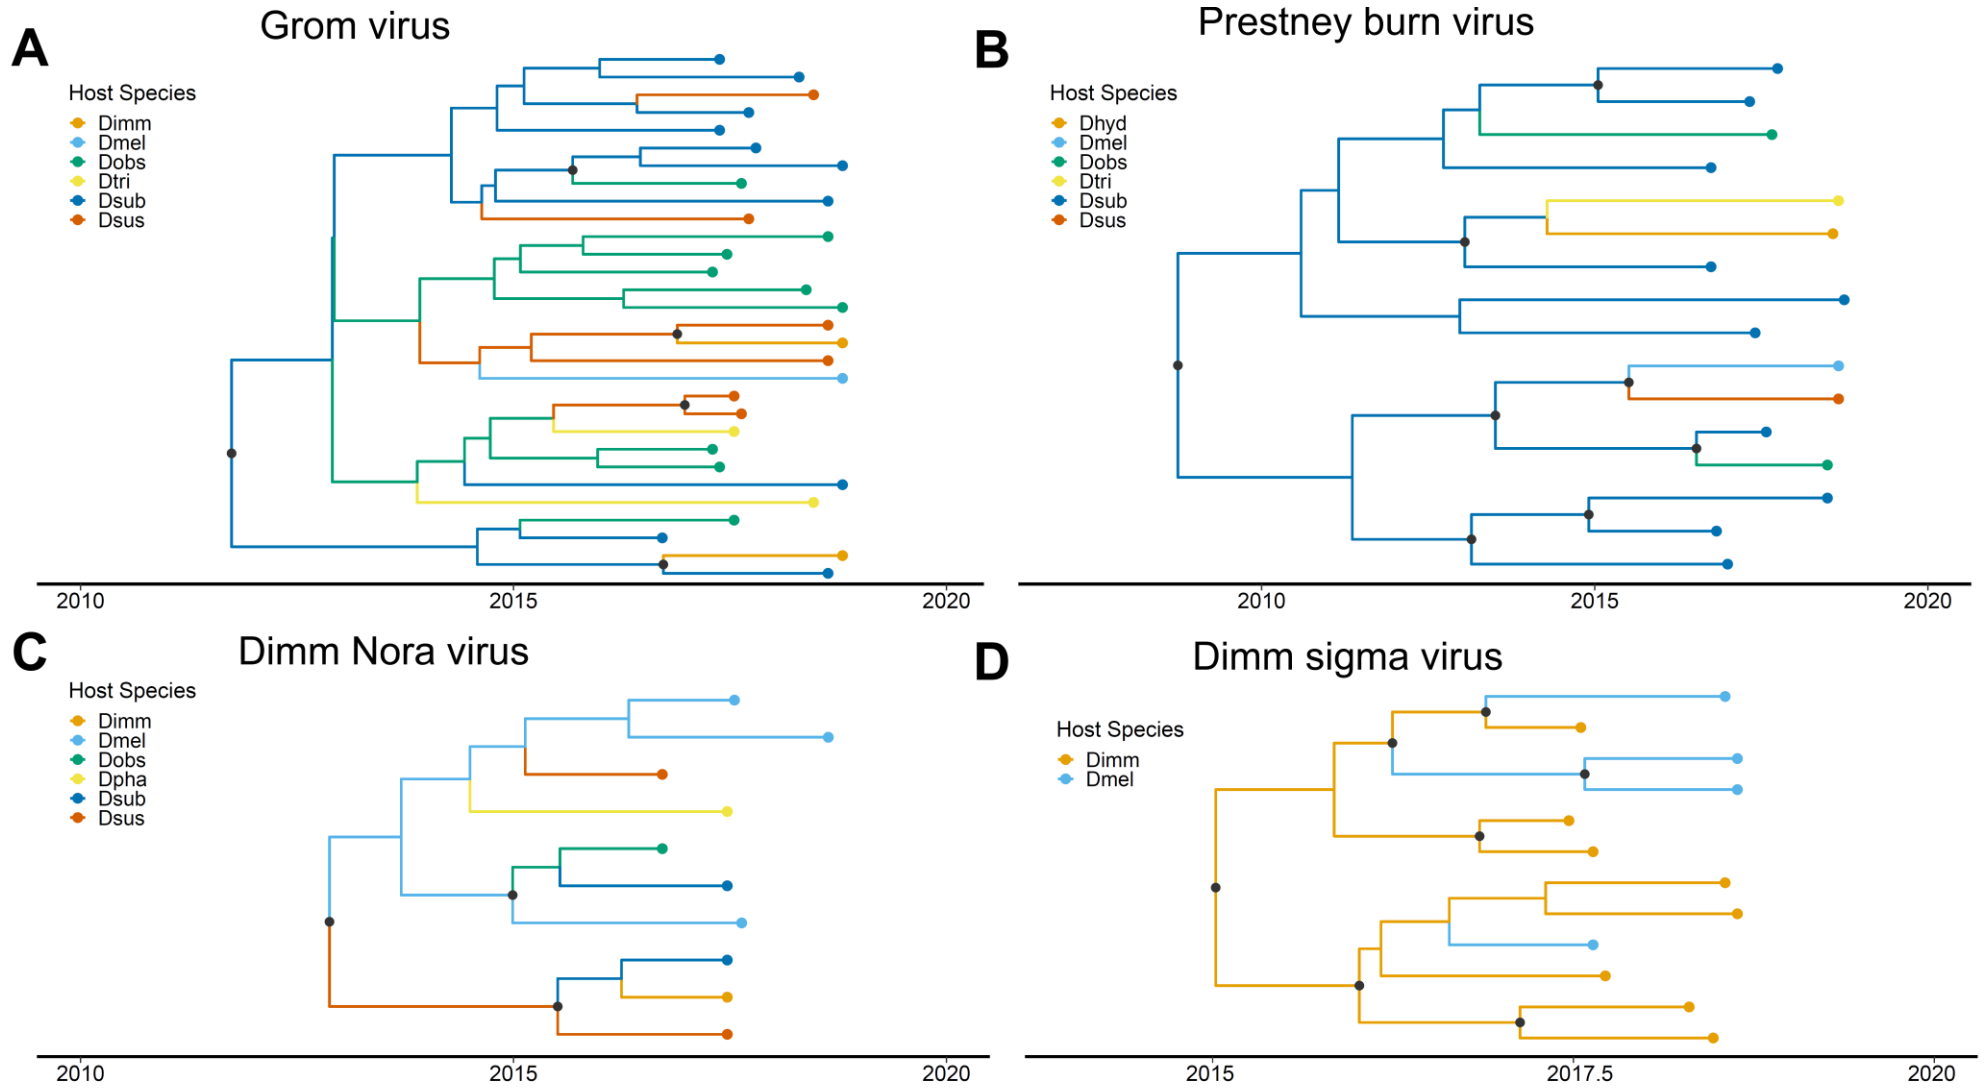 A
Grom virus
Host Species
Dimm
Dmel
Dobs
Dtri
Dsub
Dsus
2010 2015 2020
B
Prestney burn virus
Host Species
Dhyd
Dmel
Dobs
Dtri
Dsub
Dsus
2010 2015 2020
C
Dimm Nora virus
Host Species
Dimm
Dmel
Dobs
Dpha
Dsub
Dsus
2010 2015 2020
D
Dimm sigma virus
Host Species
Dimm
Dmel
2015 2017.5 2020